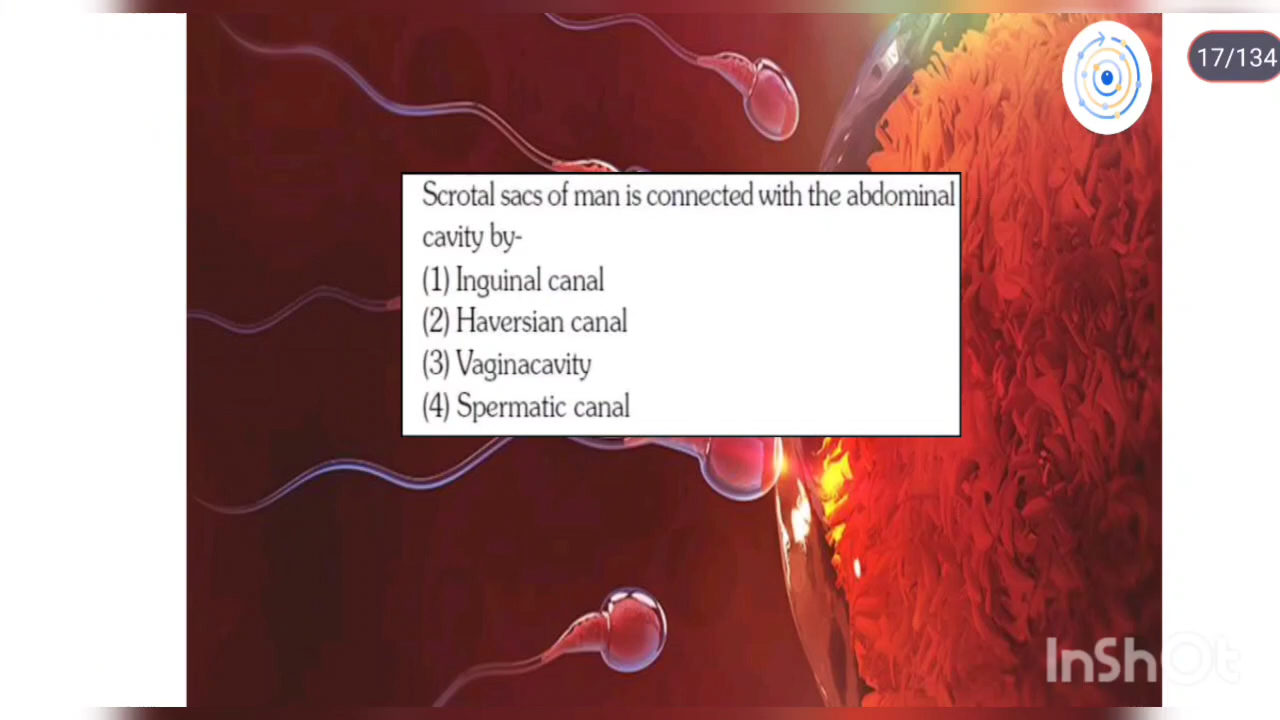 17/134
Scrotal sacs of man is connected with the abdominal
cavity by-
(1) Inguinal canal
(2) Haversian canal
(3) Vaginacavity
(4) Spermatic canal
InShOt